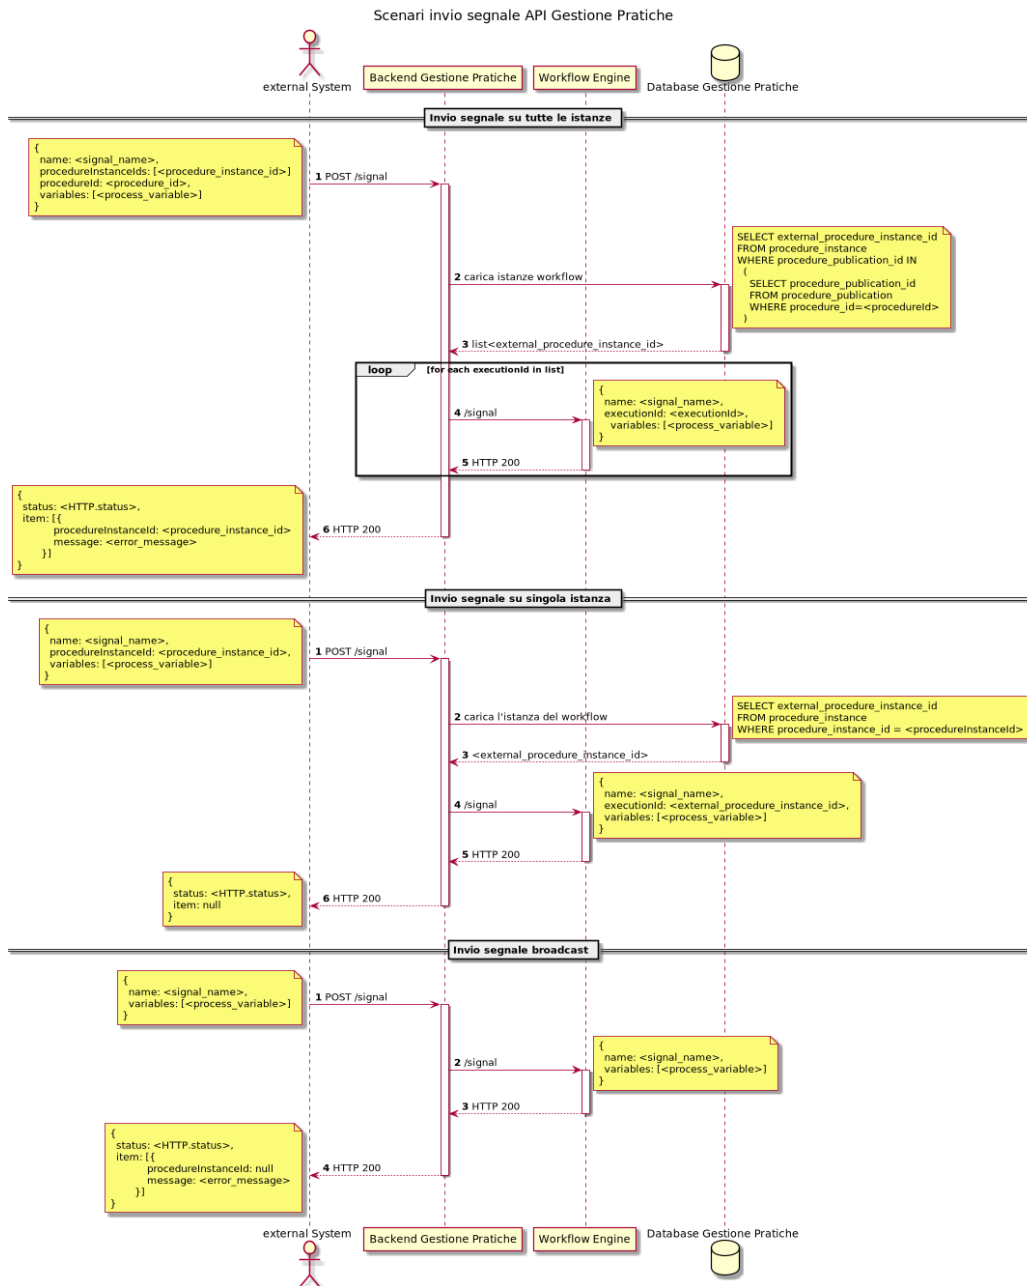 Scenari invio segnale API Gestione Pratiche
external System
Backend Gestione Pratiche
Workflow Engine
Database Gestione Pratiche
Invio segnale su tutte le istanze
{
name: <signal_name>,
procedureInstanceIds: [<procedure_instance_id>]
procedureId: <procedure_id>,
variables: [<process_variable>]
}
1 POST /signal
SELECT external_procedure_instance_id
FROM procedure_instance
WHERE procedure_publication_id IN
(
SELECT procedure_publication_id
FROM procedure_publication
WHERE procedure_id=<procedureId>
)
2 carica istanze workflow
3 list<external_procedure_instance_id>
loop
[for each executionId in list]
{
name: <signal_name>,
executionId: <executionId>,
variables: [<process_variable>]
}
4 /signal
5 HTTP 200
{
status: <HTTP.status>,
item: [{
procedureInstanceId: <procedure_instance_id>
message: <error_message>
}]
}
6 HTTP 200
Invio segnale su singola istanza
{
name: <signal_name>,
procedureInstanceId: <procedure_instance_id>,
variables: [<process_variable>]
}
1 POST /signal
SELECT external_procedure_instance_id
FROM procedure_instance
WHERE procedure_instance_id = <procedureInstanceId>
2 carica l'istanza del workflow
3 <external_procedure_instance_id>
{
name: <signal_name>,
executionId: <external_procedure_instance_id>,
variables: [<process_variable>]
}
4 /signal
5 HTTP 200
{
status: <HTTP.status>,
item: null
}
6 HTTP 200
Invio segnale broadcast
{
name: <signal_name>,
variables: [<process_variable>]
}
1 POST /signal
{
name: <signal_name>,
variables: [<process_variable>]
}
2 /signal
3 HTTP 200
{
status: <HTTP.status>,
item: [{
procedureInstanceId: null
message: <error_message>
}]
}
4 HTTP 200
external System
Backend Gestione Pratiche
Workflow Engine
Database Gestione Pratiche